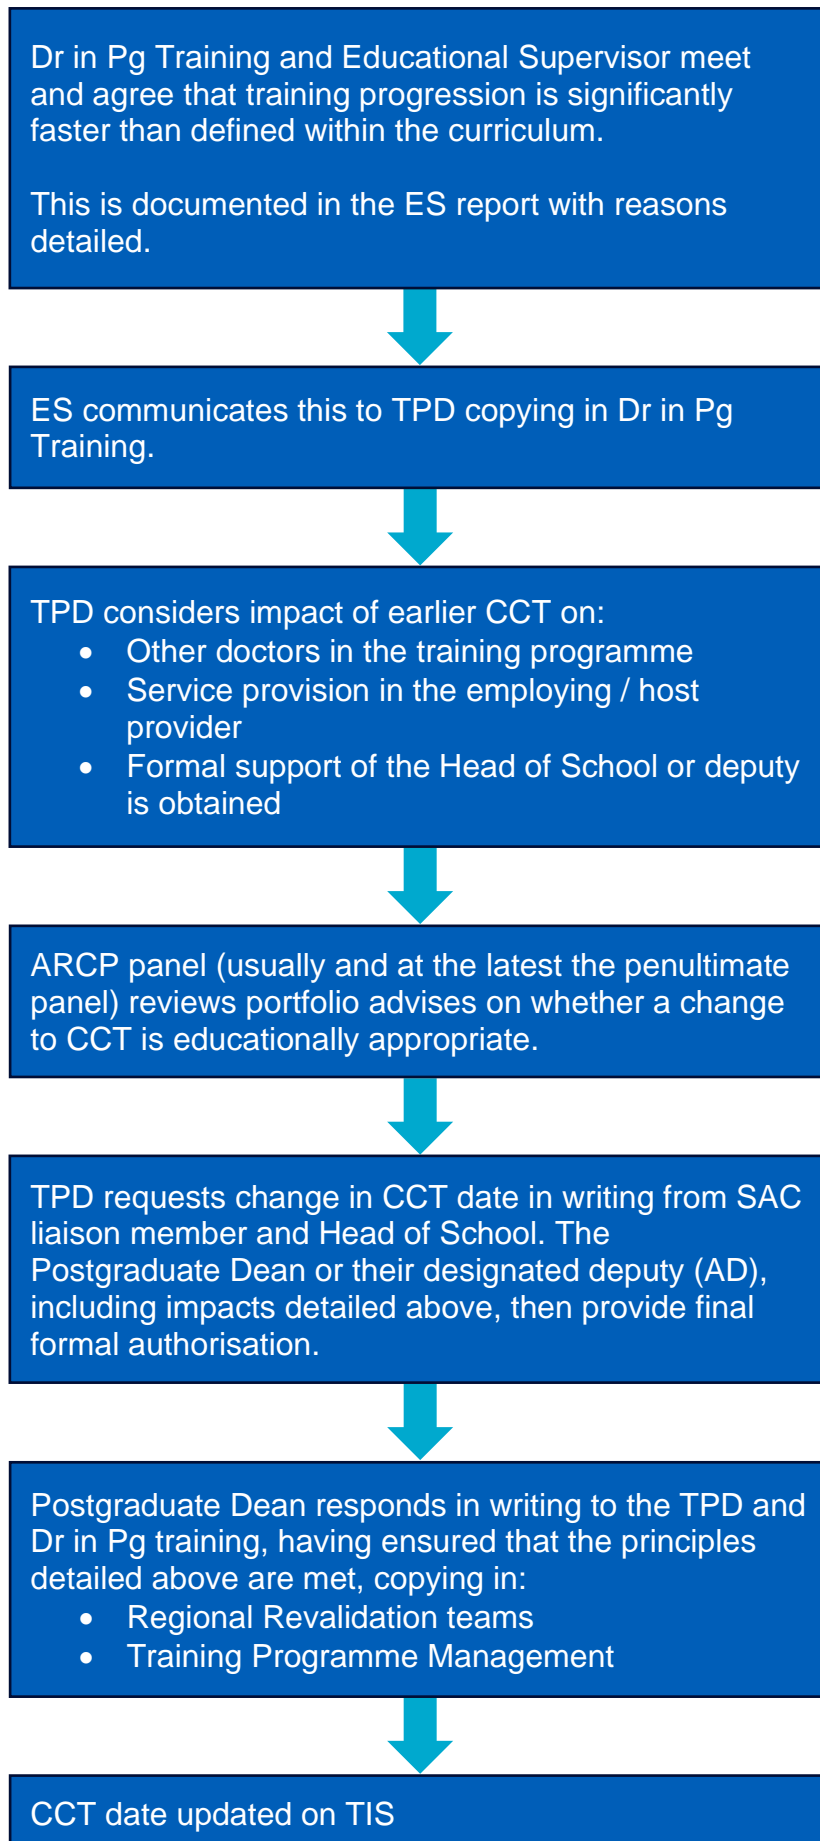 Dr in Pg Training and Educational Supervisor meet
and agree that training progression is significantly
faster than defined within the curriculum.
This is documented in the ES report with reasons
detailed.
ES communicates this to TPD copying in Dr in Pg
Training.
TPD considers impact of earlier CCT on:
• Other doctors in the training programme
• Service provision in the employing / host
provider
• Formal support of the Head of School or deputy
is obtained
ARCP panel (usually and at the latest the penultimate
panel) reviews portfolio advises on whether a change
to CCT is educationally appropriate.
TPD requests change in CCT date in writing from SAC
liaison member and Head of School. The
Postgraduate Dean or their designated deputy (AD),
including impacts detailed above, then provide final
formal authorisation.
Postgraduate Dean responds in writing to the TPD and
Dr in Pg training, having ensured that the principles
detailed above are met, copying in:
• Regional Revalidation teams
• Training Programme Management
CCT date updated on TIS